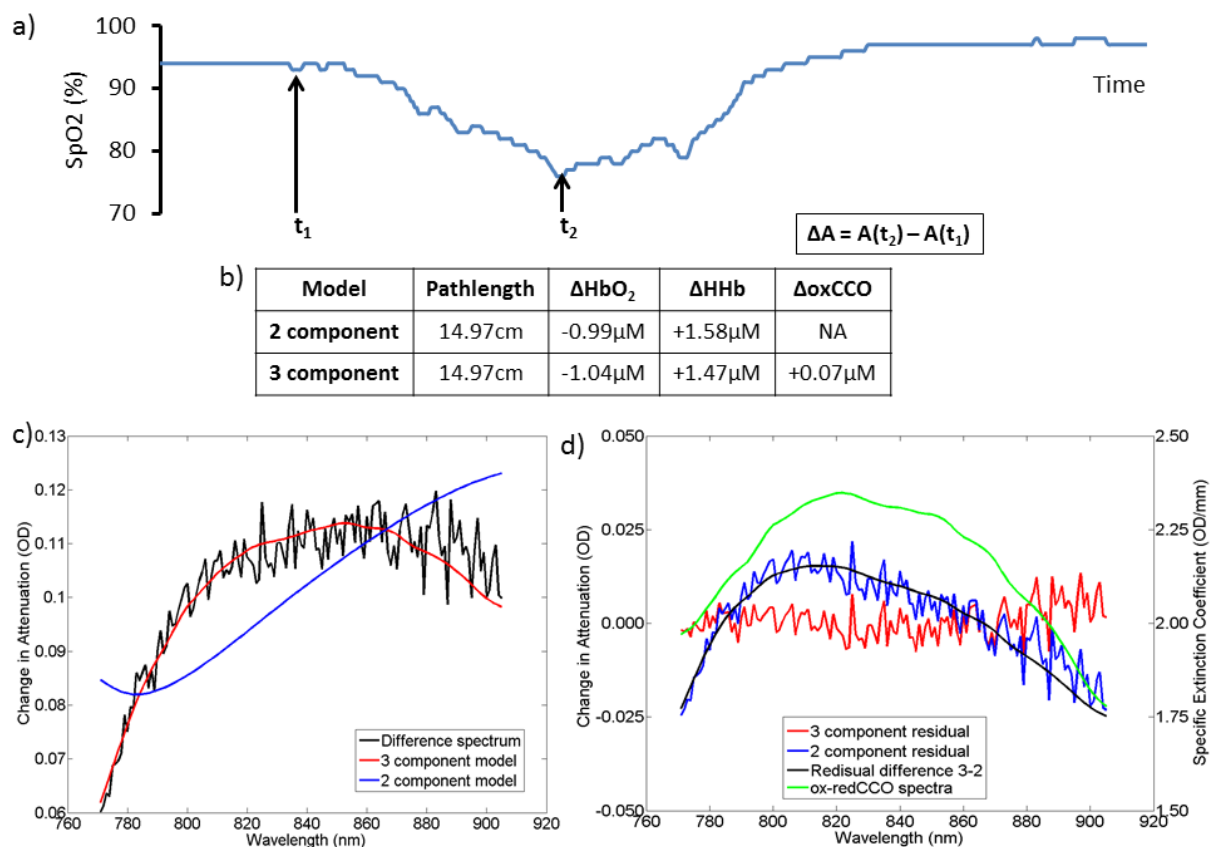 a)
SpO2 (%)
100
90
80
70
Time
t1
t2
ΔA = A(t2) – A(t1)
b)
Model Pathlength ΔHbO2 ΔHHb ΔoxCCO
2 component 14.97cm -0.99µM +1.58µM NA
3 component 14.97cm -1.04µM +1.47µM +0.07µM
c)
Change in Attenuation (OD)
0.13
0.12
0.11
0.1
0.09
0.08
0.07
0.06
760 780 800 820 840 860 880 900 920
Wavelength (nm)
Difference spectrum
3 component model
2 component model
d)
Change in Attenuation (OD)
0.050
0.025
0.000
-0.025
-0.050
760 780 800 820 840 860 880 900 920
Wavelength (nm)
2.50
2.25
2.00
1.75
1.50
Specific Extinction Coefficient (OD/mm)
3 component residual
2 component residual
Redisual difference 3-2
ox-redCCO spectra